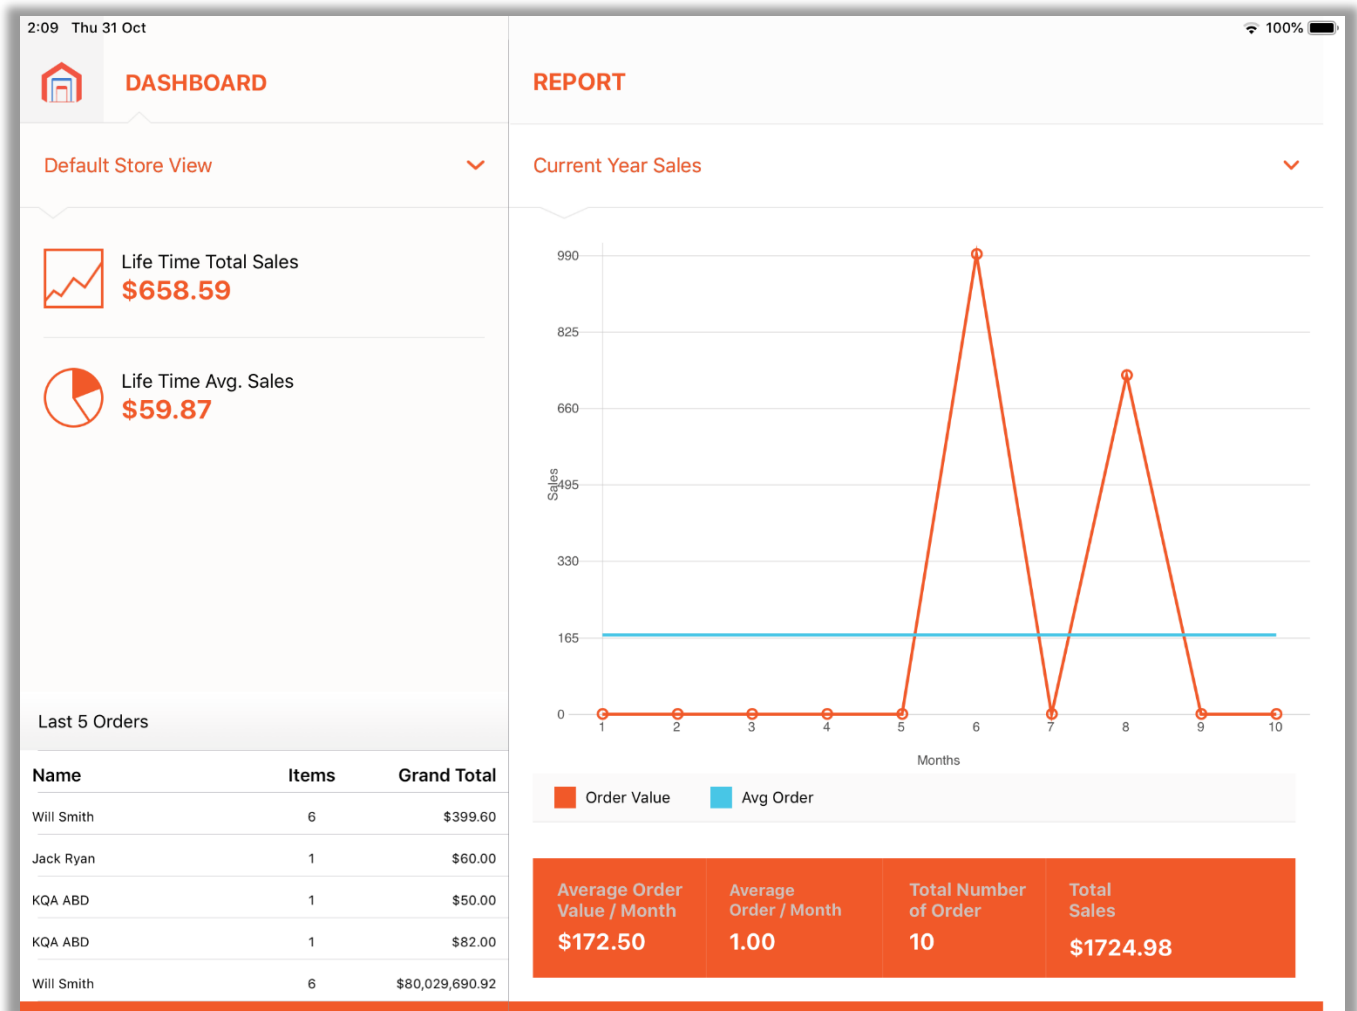 2:09 Thu 31 Oct
100%
DASHBOARD
REPORT
Default Store View
Current Year Sales
Life Time Total Sales
$658.59
Life Time Avg. Sales
$59.87
990
825
660
495
330
165
0
Sales
1 2 3 4 5 6 7 8 9 10
Months
Order Value Avg Order
Last 5 Orders
Name Items Grand Total
Will Smith 6 $399.60
Jack Ryan 1 $60.00
KQA ABD 1 $50.00
KQA ABD 1 $82.00
Will Smith 6 $80,029,690.92
Average Order
Value / Month
$172.50
Average
Order / Month
1.00
Total Number
of Order
10
Total
Sales
$1724.98